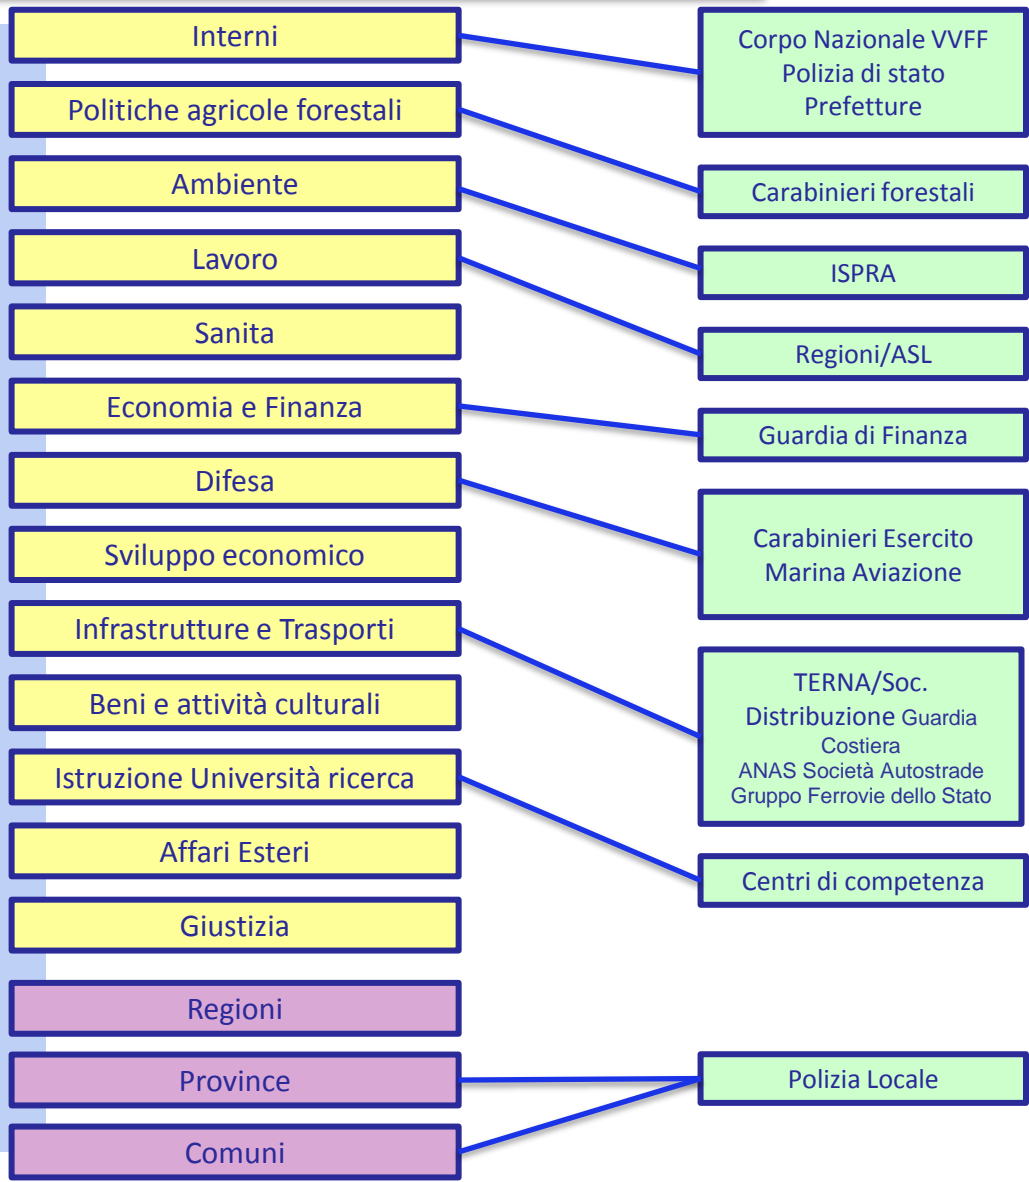 Interni
Politiche agricole forestali
Ambiente
Lavoro
Sanita
Economia e Finanza
Difesa
Sviluppo economico
Infrastrutture e Trasporti
Beni e attività culturali
Istruzione Università ricerca
Affari Esteri
Giustizia
Regioni
Province
Comuni
Corpo Nazionale VVFF
Polizia di stato
Prefetture
Carabinieri forestali
ISPRA
Regioni/ASL
Guardia di Finanza
Carabinieri Esercito
Marina Aviazione
TERNA/Soc.
Distribuzione Guardia
Costiera
ANAS Società Autostrade
Gruppo Ferrovie dello Stato
Centri di competenza
Polizia Locale